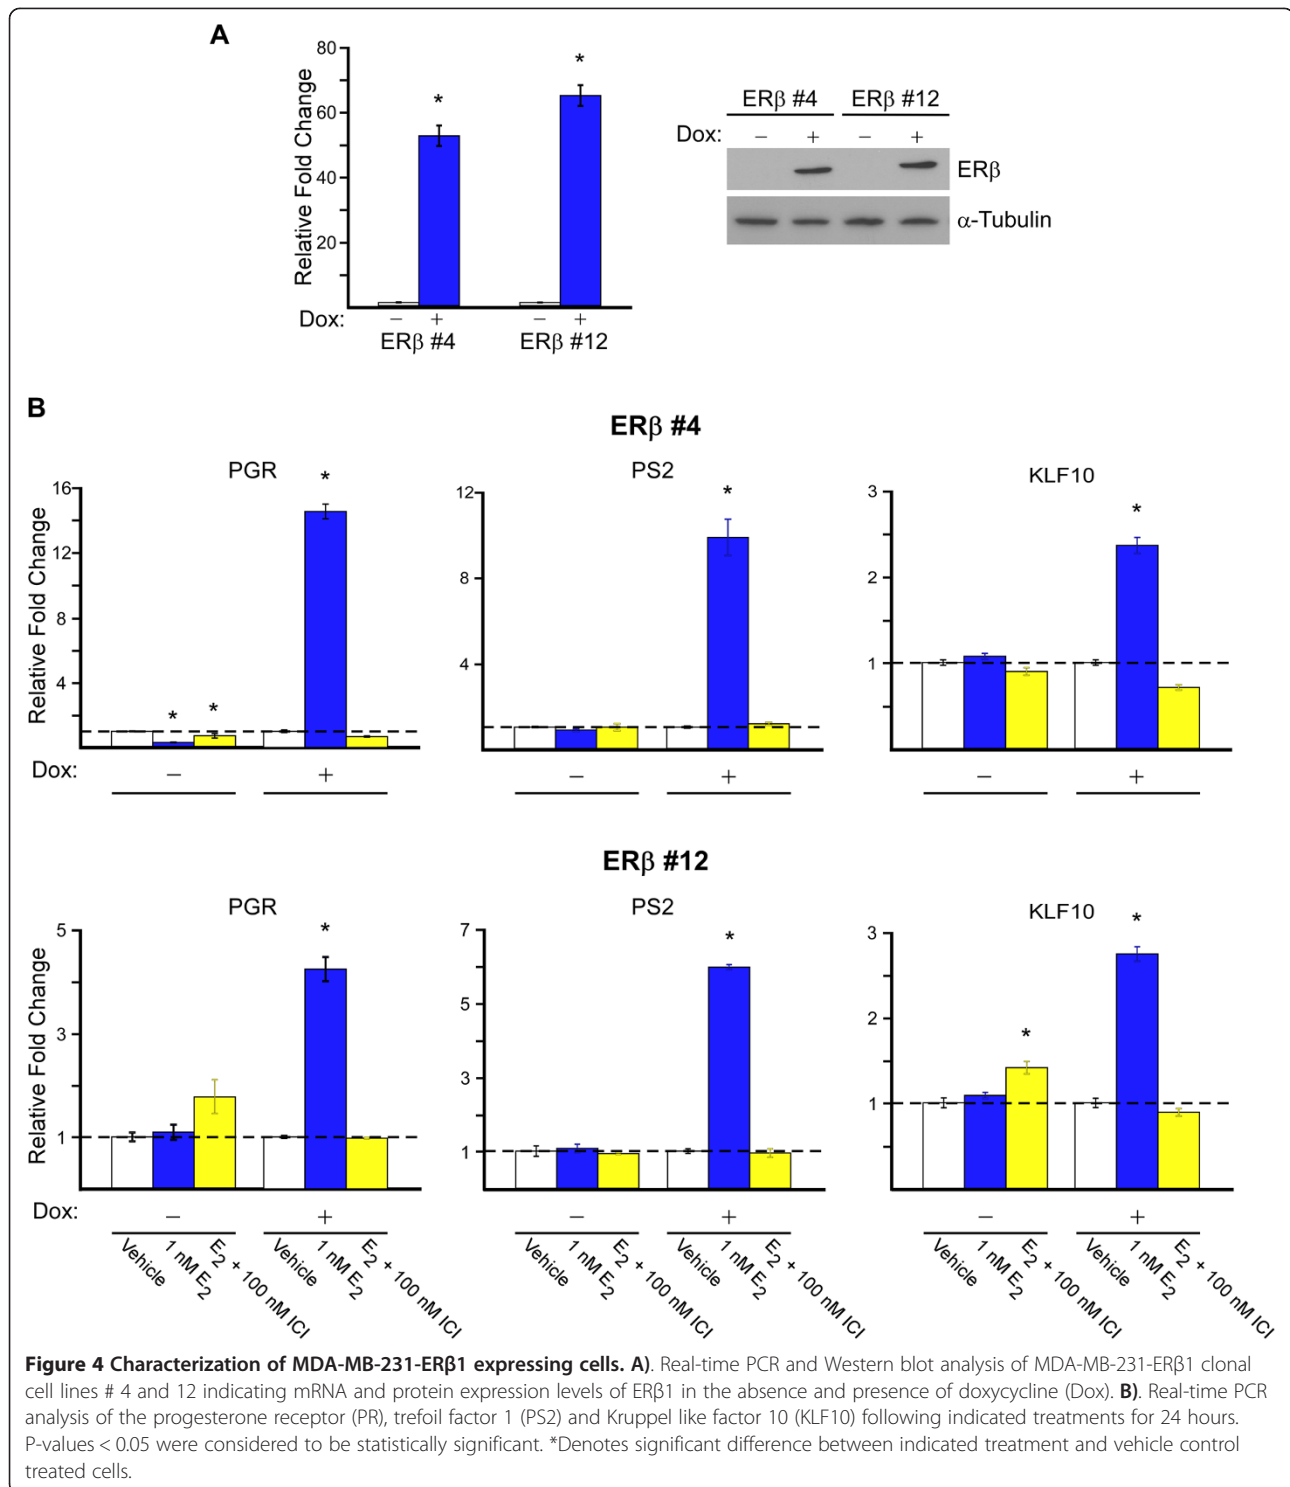 A
Relative Fold Change
80
60
40
20
*
*
Dox: – + – +
ERβ #4 ERβ #12
ERβ #4 ERβ #12
Dox: – + – +
ERβ
α-Tubulin
B
ERβ #4
PGR
Relative Fold Change
16
12
8
4
* * *
PS2
12
8
4
*
KLF10
3
2
1
*
Dox: – + – + – +
ERβ #12
PGR
Relative Fold Change
5
3
1
*
PS2
7
5
3
1
*
KLF10
3
2
1
* *
Dox: – + – + – +
Vehicle
1 nM E2
E2 + 100 nM ICI
Vehicle
1 nM E2
E2 + 100 nM ICI
Vehicle
1 nM E2
E2 + 100 nM ICI
Vehicle
1 nM E2
E2 + 100 nM ICI
Vehicle
1 nM E2
E2 + 100 nM ICI
Vehicle
1 nM E2
E2 + 100 nM ICI
Figure 4 Characterization of MDA-MB-231-ERβ1 expressing cells. A). Real-time PCR and Western blot analysis of MDA-MB-231-ERβ1 clonal
cell lines # 4 and 12 indicating mRNA and protein expression levels of ERβ1 in the absence and presence of doxycycline (Dox). B). Real-time PCR
analysis of the progesterone receptor (PR), trefoil factor 1 (PS2) and Kruppel like factor 10 (KLF10) following indicated treatments for 24 hours.
P-values < 0.05 were considered to be statistically significant. *Denotes significant difference between indicated treatment and vehicle control
treated cells.